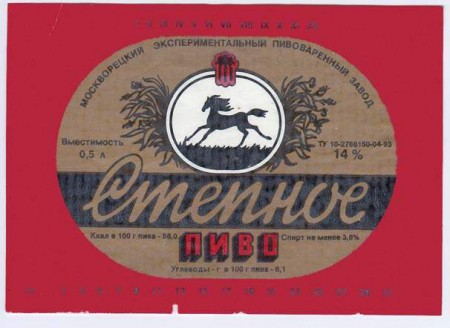 МОСКВОРЕЦКИЙ ЭКСПЕРИМЕНТАЛЬНЫЙ ПИВОВАРЕННЫЙ ЗАВОД
Вместимость
0,5 л
ТУ 10-2766150-04-93
14 %
Степное
ПИВО
Ккал в 100 г пива - 58,0
Спирт не менее 3,8%
Углеводы - г в 100 г пива - 6,1